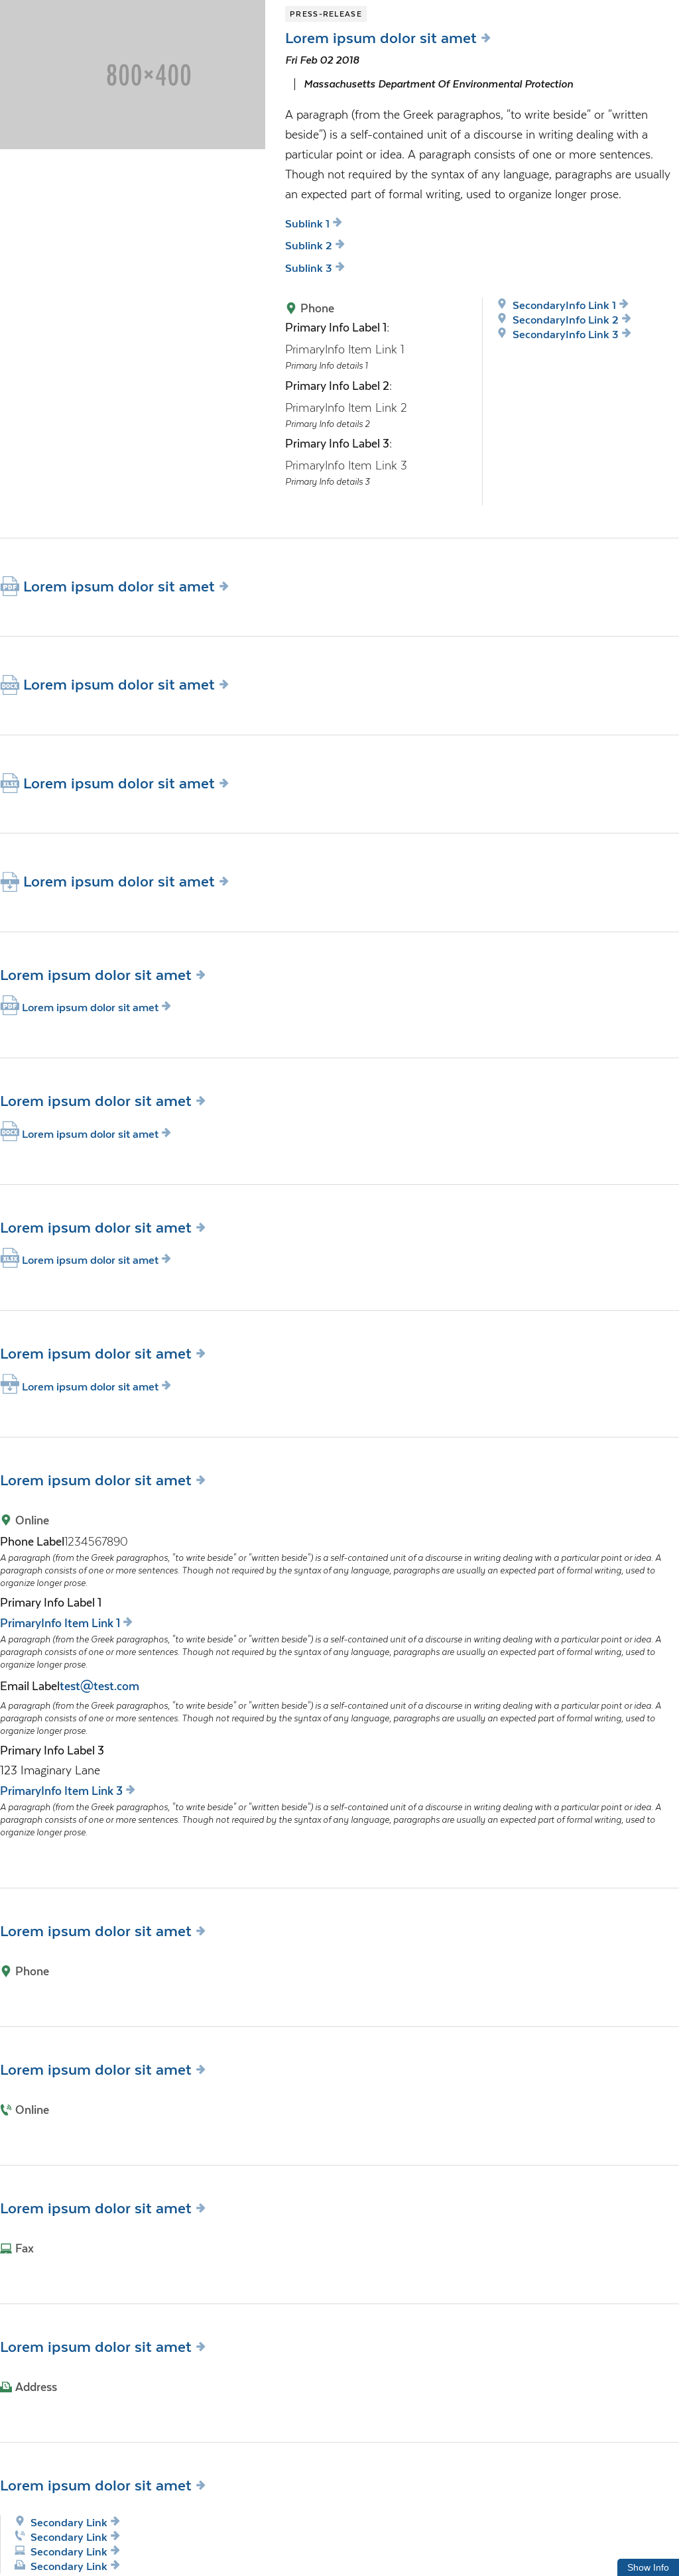 800×400
PRESS-RELEASE
Lorem ipsum dolor sit amet
Fri Feb 02 2018
Massachusetts Department Of Environmental Protection
A paragraph (from the Greek paragraphos, "to write beside" or "written
beside") is a self-contained unit of a discourse in writing dealing with a
particular point or idea. A paragraph consists of one or more sentences.
Though not required by the syntax of any language, paragraphs are usually
an expected part of formal writing, used to organize longer prose.
Sublink 1
Sublink 2
Sublink 3
Phone
Primary Info Label 1:
PrimaryInfo Item Link 1
Primary Info details 1
Primary Info Label 2:
PrimaryInfo Item Link 2
Primary Info details 2
Primary Info Label 3:
PrimaryInfo Item Link 3
Primary Info details 3
SecondaryInfo Link 1
SecondaryInfo Link 2
SecondaryInfo Link 3
PDF Lorem ipsum dolor sit amet
DOCX Lorem ipsum dolor sit amet
XLSX Lorem ipsum dolor sit amet
Lorem ipsum dolor sit amet
Lorem ipsum dolor sit amet
PDF Lorem ipsum dolor sit amet
Lorem ipsum dolor sit amet
DOCX Lorem ipsum dolor sit amet
Lorem ipsum dolor sit amet
XLSX Lorem ipsum dolor sit amet
Lorem ipsum dolor sit amet
Lorem ipsum dolor sit amet
Lorem ipsum dolor sit amet
Online
Phone Label1234567890
A paragraph (from the Greek paragraphos, "to write beside" or "written beside") is a self-contained unit of a discourse in writing dealing with a particular point or idea. A
paragraph consists of one or more sentences. Though not required by the syntax of any language, paragraphs are usually an expected part of formal writing, used to
organize longer prose.
Primary Info Label 1
PrimaryInfo Item Link 1
A paragraph (from the Greek paragraphos, "to write beside" or "written beside") is a self-contained unit of a discourse in writing dealing with a particular point or idea. A
paragraph consists of one or more sentences. Though not required by the syntax of any language, paragraphs are usually an expected part of formal writing, used to
organize longer prose.
Email Labeltest@test.com
A paragraph (from the Greek paragraphos, "to write beside" or "written beside") is a self-contained unit of a discourse in writing dealing with a particular point or idea. A
paragraph consists of one or more sentences. Though not required by the syntax of any language, paragraphs are usually an expected part of formal writing, used to
organize longer prose.
Primary Info Label 3
123 Imaginary Lane
PrimaryInfo Item Link 3
A paragraph (from the Greek paragraphos, "to write beside" or "written beside") is a self-contained unit of a discourse in writing dealing with a particular point or idea. A
paragraph consists of one or more sentences. Though not required by the syntax of any language, paragraphs are usually an expected part of formal writing, used to
organize longer prose.
Lorem ipsum dolor sit amet
Phone
Lorem ipsum dolor sit amet
Online
Lorem ipsum dolor sit amet
Fax
Lorem ipsum dolor sit amet
Address
Lorem ipsum dolor sit amet
Secondary Link
Secondary Link
Secondary Link
Secondary Link
Show Info